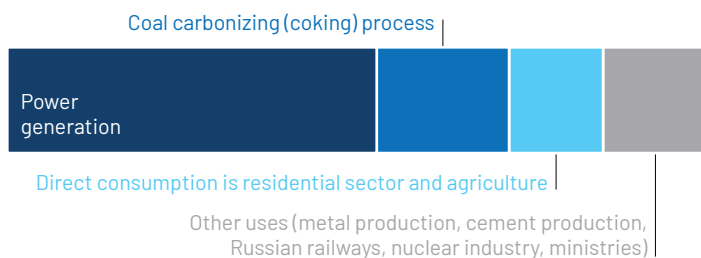 Coal carbonizing (coking) process
Power
generation
Direct consumption is residential sector and agriculture
Other uses (metal production, cement production,
Russian railways, nuclear industry, ministries)